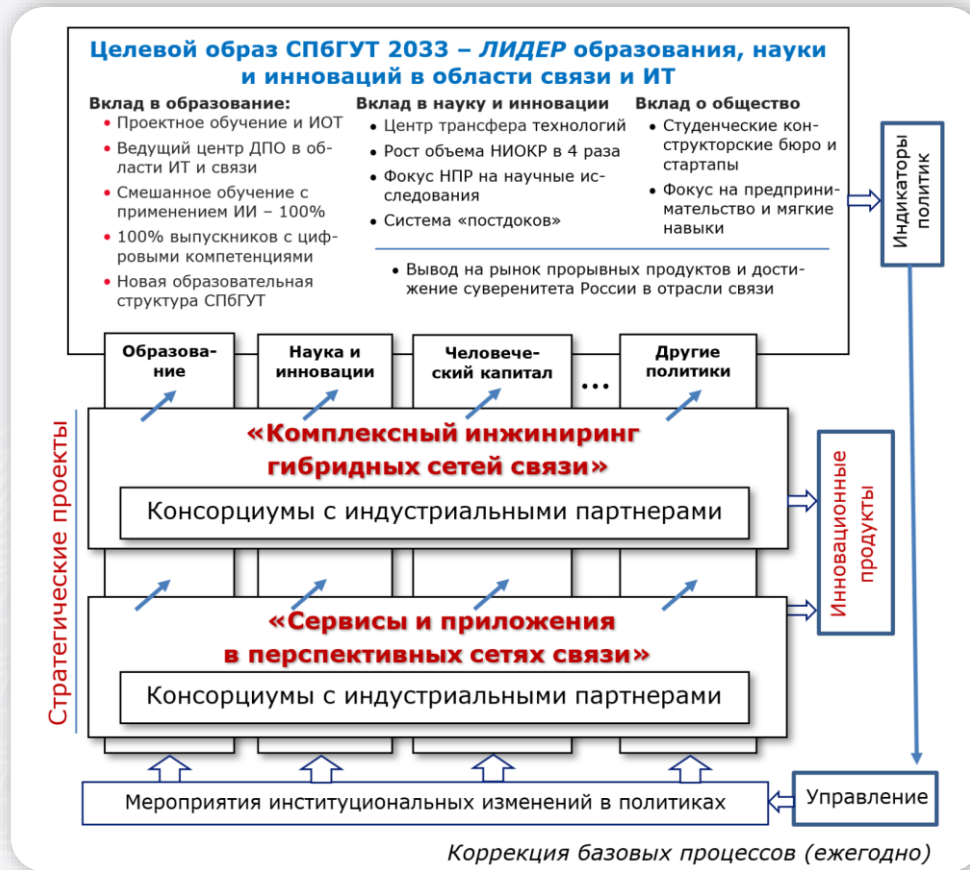 Целевой образ СПбГУТ 2033 – ЛИДЕР образования, науки
и инноваций в области связи и ИТ
Вклад в образование:
• Проектное обучение и ИОТ
• Ведущий центр ДПО в об-
ласти ИТ и связи
• Смешанное обучение с
применением ИИ – 100%
• 100% выпускников с циф-
ровыми компетенциями
• Новая образовательная
структура СПбГУТ
Вклад в науку и инновации
• Центр трансфера технологий
• Рост объема НИОКР в 4 раза
• Фокус НПР на научные ис-
следования
• Система «постдоков»
Вклад о общество
• Студенческие кон-
структорские бюро и
стартапы
• Фокус на предприни-
мательство и мягкие
навыки
• Вывод на рынок прорывных продуктов и дости-
жение суверенитета России в отрасли связи
Индикаторы
политик
Образова-
ние
Наука и
инновации
Человече-
ский капитал
...
Другие
политики
Стратегические проекты
«Комплексный инжиниринг
гибридных сетей связи»
Консорциумы с индустриальными партнерами
«Сервисы и приложения
в перспективных сетях связи»
Консорциумы с индустриальными партнерами
Инновационные
продукты
Мероприятия институциональных изменений в политиках
Управление
Коррекция базовых процессов (ежегодно)